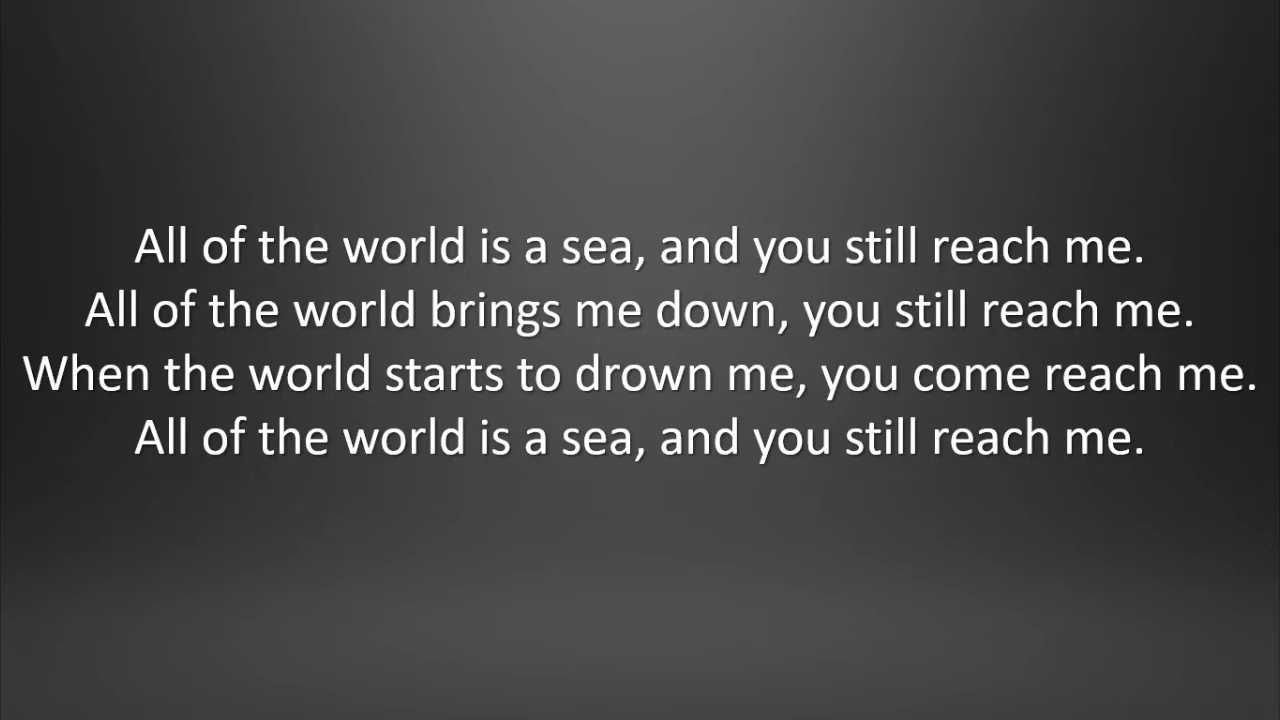 All of the world is a sea, and you still reach me.
All of the world brings me down, you still reach me.
When the world starts to drown me, you come reach me.
All of the world is a sea, and you still reach me.